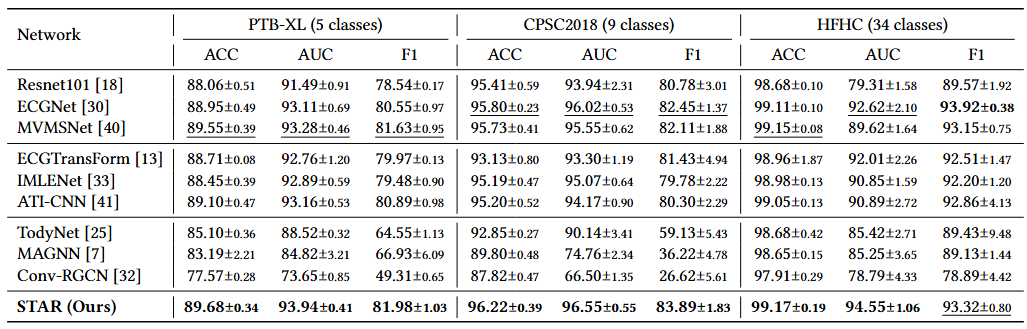 Network PTB-XL (5 classes) CPSC2018 (9 classes) HFHC (34 classes)
ACC AUC F1 ACC AUC F1 ACC AUC F1
Resnet101 [18] 88.06±0.51 91.49±0.91 78.54±0.17 95.41±0.59 93.94±2.31 80.78±3.01 98.68±0.10 79.31±1.58 89.57±1.92
ECGNet [30] 88.95±0.49 93.11±0.69 80.55±0.97 95.80±0.23 96.02±0.53 82.45±1.37 99.11±0.10 92.62±2.10 93.92±0.38
MVMSNet [40] 89.55±0.39 93.28±0.46 81.63±0.95 95.73±0.41 95.55±0.62 82.11±1.88 99.15±0.08 89.62±1.64 93.15±0.75
ECGTransForm [13] 88.71±0.08 92.76±1.20 79.97±0.13 93.13±0.80 93.30±1.19 81.43±4.94 98.96±1.87 92.01±2.26 92.51±1.47
IMLENet [33] 88.45±0.39 92.89±0.59 79.48±0.90 95.19±0.47 95.07±0.64 79.78±2.22 98.98±0.13 90.85±1.59 92.20±1.20
ATI-CNN [41] 89.10±0.47 93.16±0.53 80.89±0.98 95.20±0.52 94.17±0.90 80.30±2.29 99.05±0.13 90.89±2.72 92.86±4.13
TodyNet [25] 85.10±0.36 88.52±0.32 64.55±1.13 92.85±0.27 90.14±3.41 59.13±5.43 98.68±0.42 85.42±2.71 89.43±9.48
MAGNN [7] 83.19±2.21 84.82±3.21 66.93±6.09 89.80±0.48 74.76±2.34 36.22±4.78 98.65±0.15 85.25±3.65 89.13±1.44
Conv-RGCN [32] 77.57±0.28 73.65±0.85 49.31±0.65 87.82±0.47 66.50±1.35 26.62±5.61 97.91±0.29 78.79±4.33 78.89±4.42
STAR (Ours) 89.68±0.34 93.94±0.41 81.98±1.03 96.22±0.39 96.55±0.55 83.89±1.83 99.17±0.19 94.55±1.06 93.32±0.80